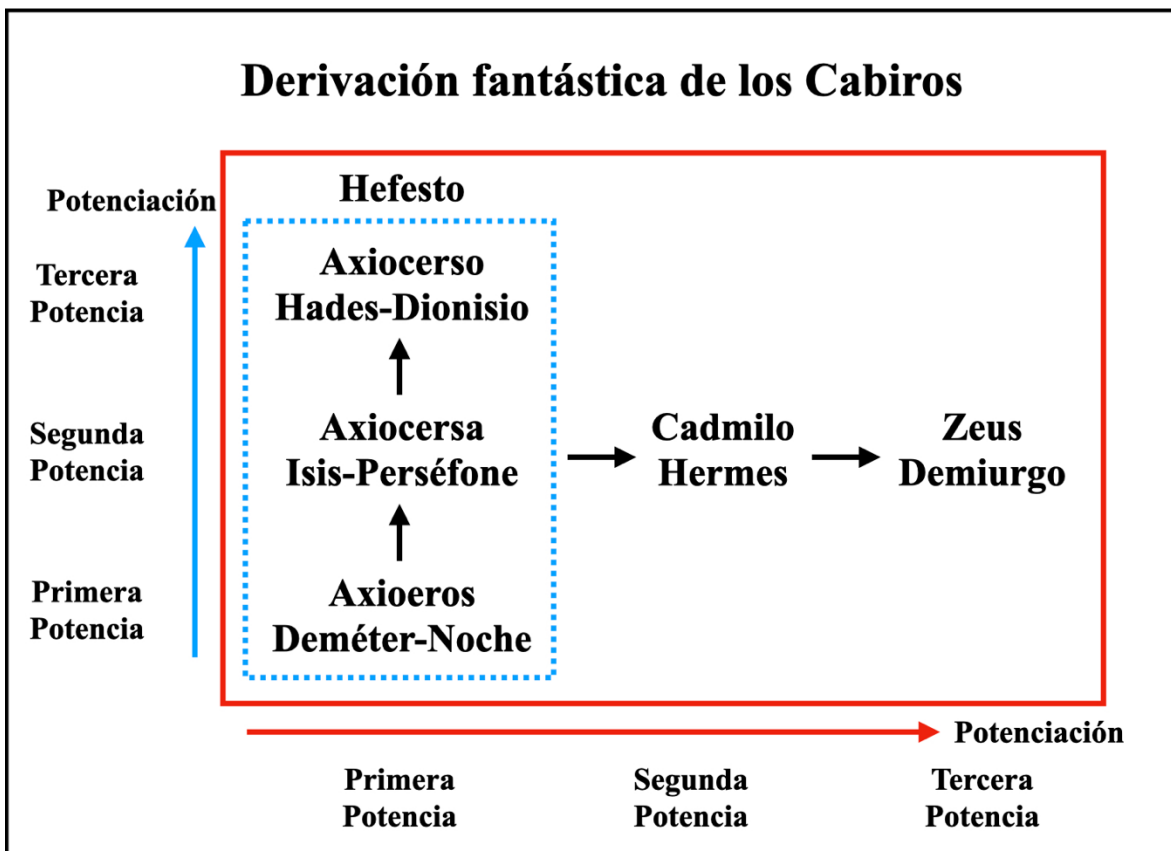 Derivación fantástica de los Cabiros
Potenciación
Hefesto
Tercera
Potencia
Axiocerso
Hades-Dionisio
Segunda
Potencia
Axiocersa
Isis-Perséfone
Cadmilo
Hermes
Zeus
Demiurgo
Primera
Potencia
Axioeros
Deméter-Noche
Potenciación
Primera
Potencia
Segunda
Potencia
Tercera
Potencia